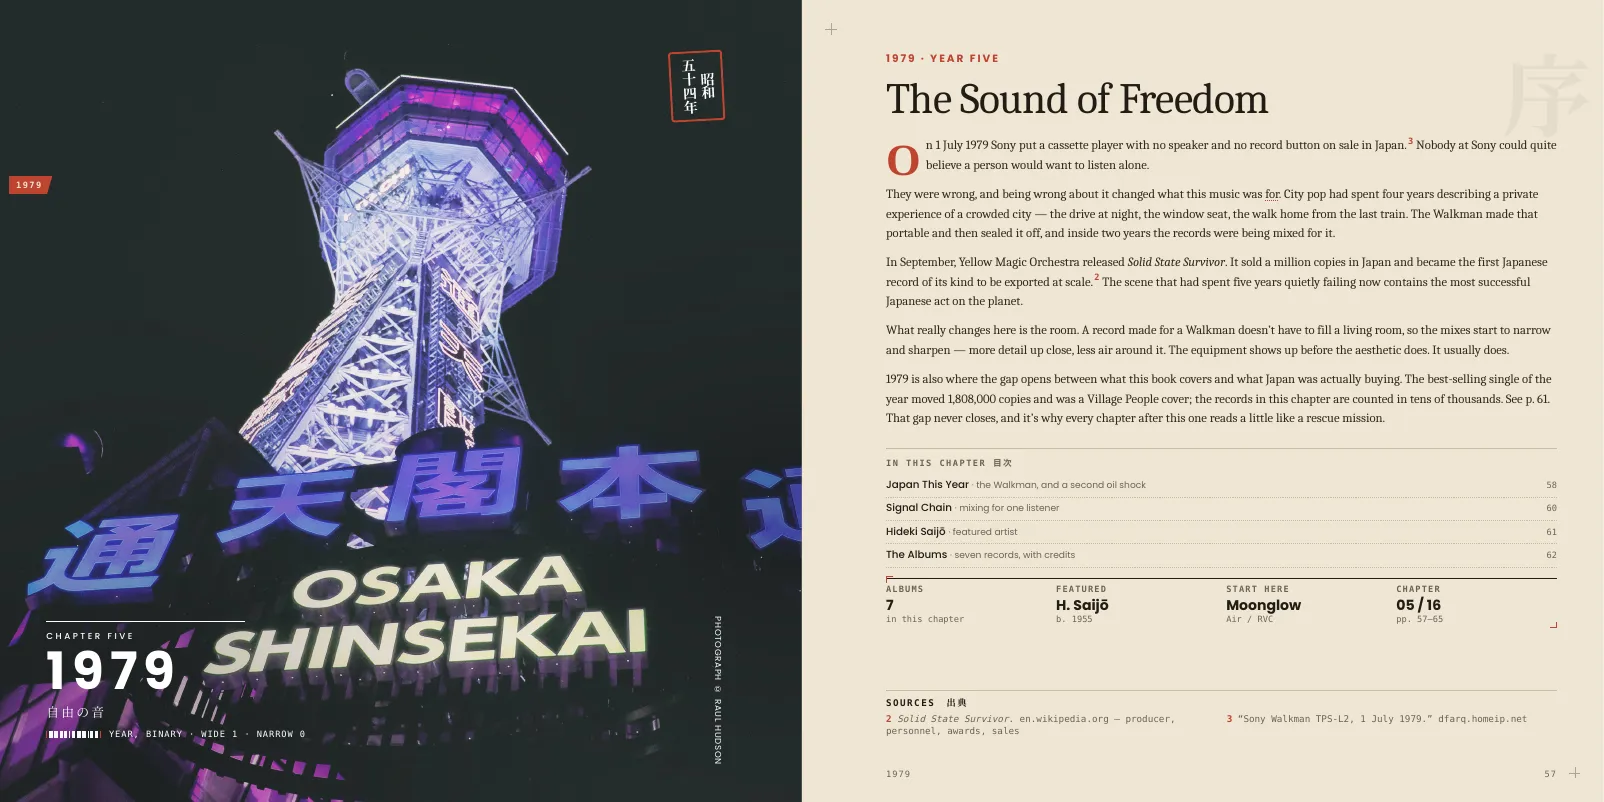 昭和
五十四年
1979
通天閣本通
OSAKA
SHINSEKAI
CHAPTER FIVE
1979
自由の音
YEAR, BINARY · WIDE 1 · NARROW 0
PHOTOGRAPH © RAUL HUDSON
1979 · YEAR FIVE
序
The Sound of Freedom
On 1 July 1979 Sony put a cassette player with no speaker and no record button on sale in Japan.3 Nobody at Sony could quite
believe a person would want to listen alone.
They were wrong, and being wrong about it changed what this music was for. City pop had spent four years describing a private
experience of a crowded city — the drive at night, the window seat, the walk home from the last train. The Walkman made that
portable and then sealed it off, and inside two years the records were being mixed for it.
In September, Yellow Magic Orchestra released Solid State Survivor. It sold a million copies in Japan and became the first Japanese
record of its kind to be exported at scale.2 The scene that had spent five years quietly failing now contains the most successful
Japanese act on the planet.
What really changes here is the room. A record made for a Walkman doesn't have to fill a living room, so the mixes start to narrow
and sharpen — more detail up close, less air around it. The equipment shows up before the aesthetic does. It usually does.
1979 is also where the gap opens between what this book covers and what Japan was actually buying. The best-selling single of the
year moved 1,808,000 copies and was a Village People cover; the records in this chapter are counted in tens of thousands. See p. 61.
That gap never closes, and it's why every chapter after this one reads a little like a rescue mission.
IN THIS CHAPTER 目次
Japan This Year · the Walkman, and a second oil shock 58
Signal Chain · mixing for one listener 60
Hideki Saijō · featured artist 61
The Albums · seven records, with credits 62
ALBUMS FEATURED START HERE CHAPTER
7 H. Saijō Moonglow 05 / 16
in this chapter b. 1955 Air / RVC pp. 57–65
SOURCES 出典
2 Solid State Survivor. en.wikipedia.org — producer,
personnel, awards, sales
3 “Sony Walkman TPS-L2, 1 July 1979.” dfarq.homeip.net
1979
57